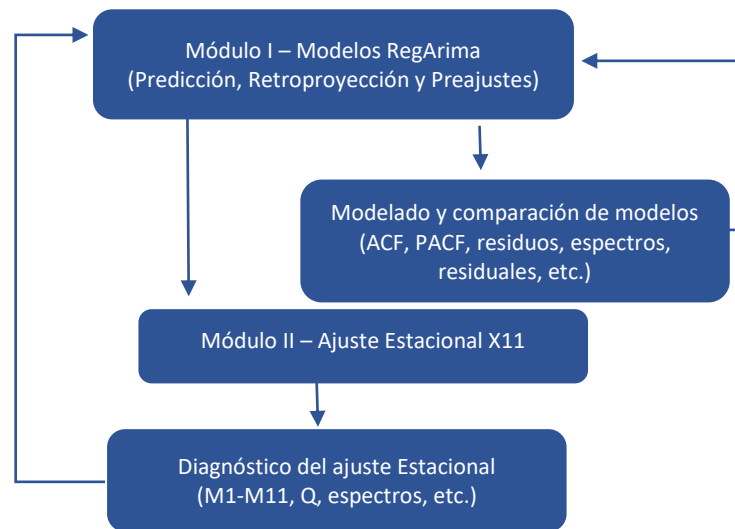 Módulo I – Modelos RegArima
(Predicción, Retroproyección y Preajustes)
Modelado y comparación de modelos
(ACF, PACF, residuos, espectros,
residuales, etc.)
Módulo II – Ajuste Estacional X11
Diagnóstico del ajuste Estacional
(M1-M11, Q, espectros, etc.)